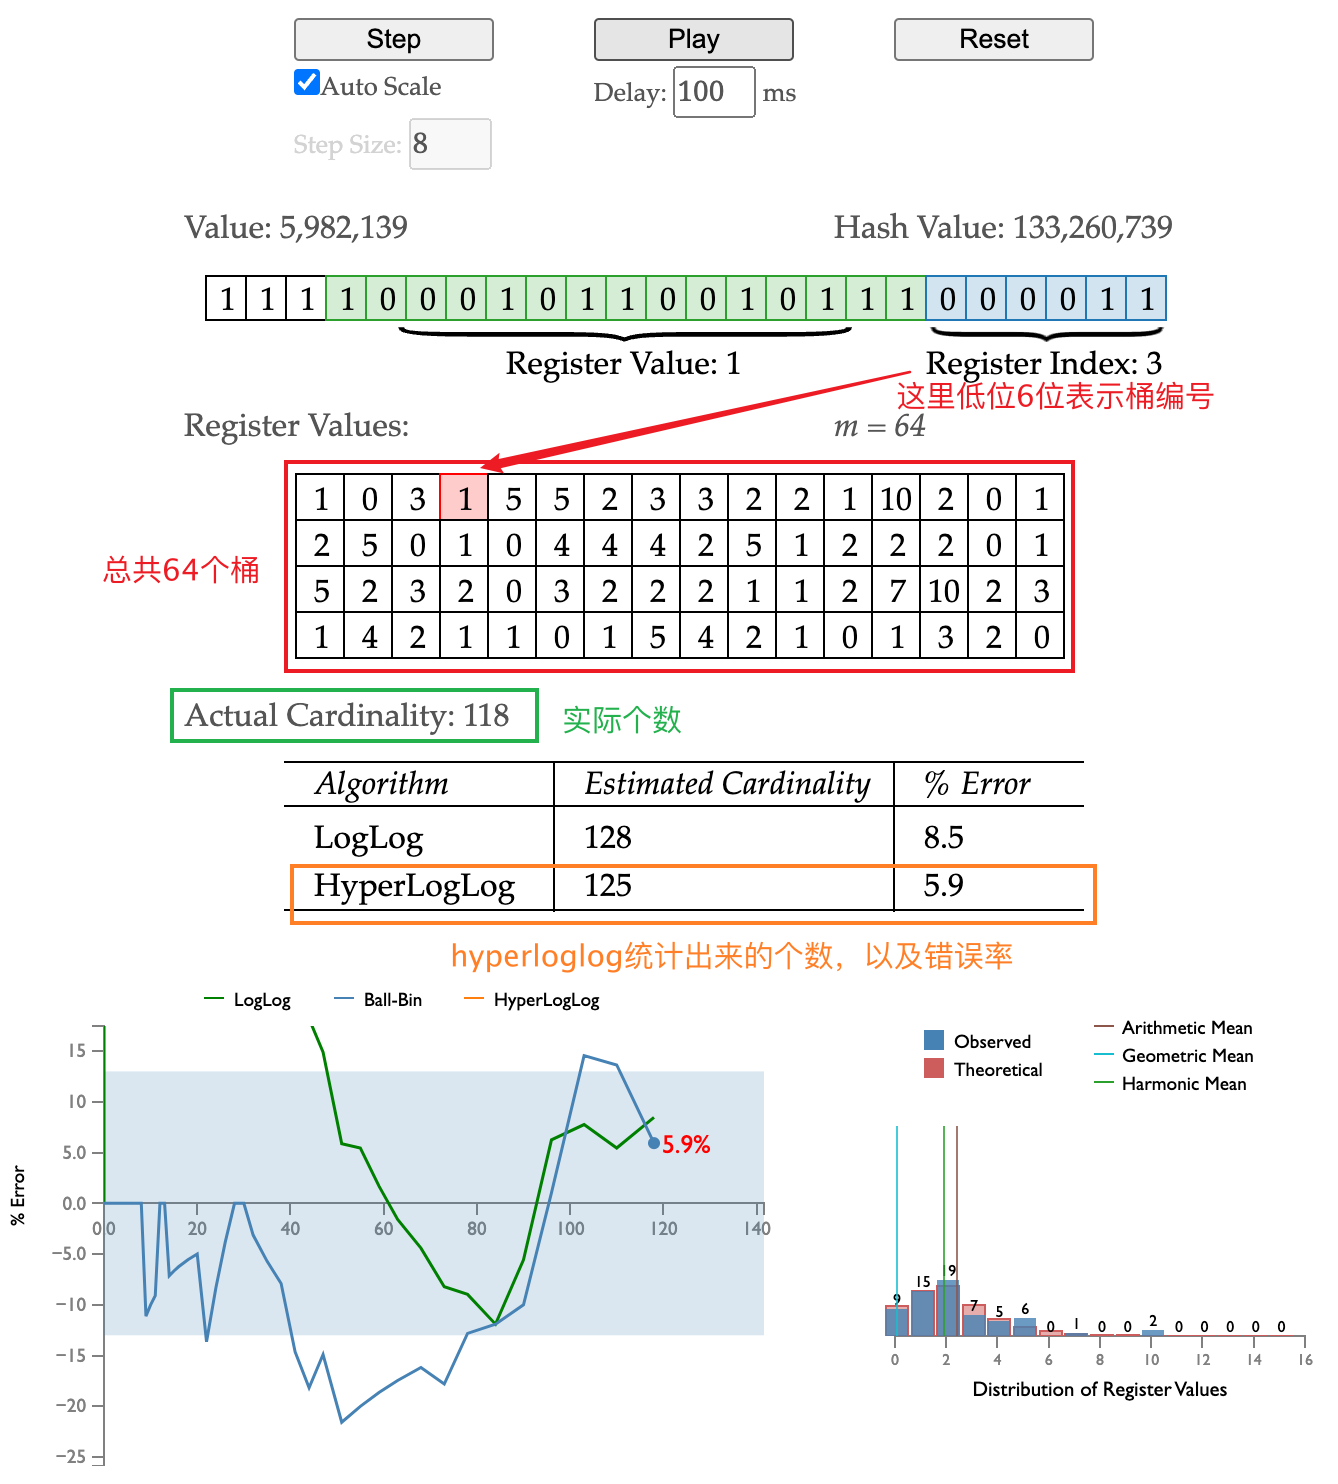 Step Play Reset
Auto Scale Delay: 100 ms
Step Size: 8
Value: 5,982,139 Hash Value: 133,260,739
1 1 1 1 0 0 0 1 0 1 1 0 0 1 0 1 1 1 0 0 0 0 1 1
Register Value: 1 Register Index: 3
这里低位6位表示桶编号
Register Values: m = 64
1 0 3 1 5 5 2 3 3 2 2 1 10 2 0 1
2 5 0 1 0 4 4 4 2 5 1 2 2 2 0 1
总共64个桶
5 2 3 2 0 3 2 2 2 1 1 2 7 10 2 3
1 4 2 1 1 0 1 5 4 2 1 0 1 3 2 0
Actual Cardinality: 118 实际个数
Algorithm Estimated Cardinality % Error
LogLog 128 8.5
HyperLogLog 125 5.9
hyperloglog统计出来的个数，以及错误率
LogLog Ball-Bin HyperLogLog
15
10
5.0
0.0
−5.0
−10
−15
−20
−25
% Error
0.0 20 40 60 80 100 120 140
5.9%
Observed
Theoretical
Arithmetic Mean
Geometric Mean
Harmonic Mean
9 15 19 7 5 6 0 1 0 0 2 0 0 0 0 0
0 2 4 6 8 10 12 14 16
Distribution of Register Values